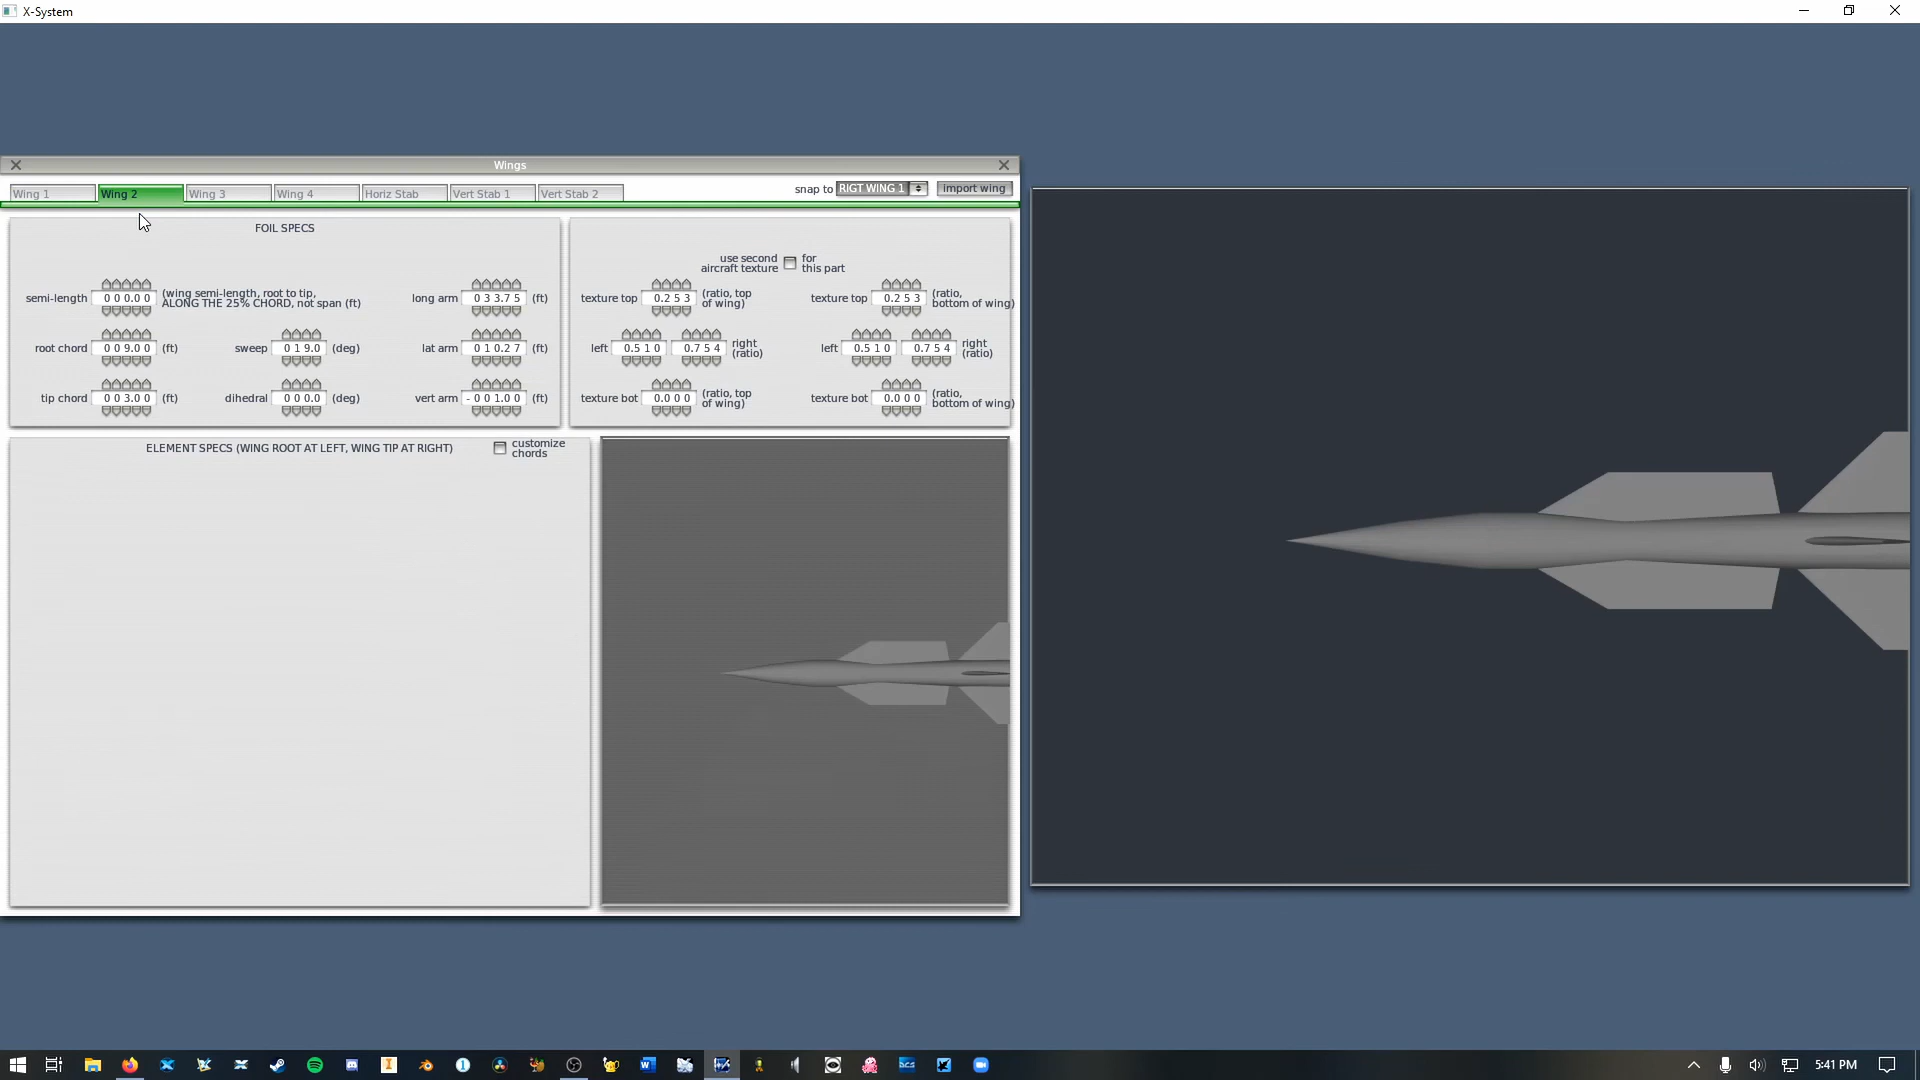 X-System
Wings
Wing 1 Wing 2 Wing 3 Wing 4 Horiz Stab Vert Stab 1 Vert Stab 2 snap to RIGT WING 1 import wing
FOIL SPECS
use second aircraft texture for this part
semi-length 0 0 0.0 0 (wing semi-length, root to tip,
ALONG THE 25% CHORD, not span (ft)
long arm 0 3 3.7 5 (ft)
root chord 0 0 9.0 0 (ft) sweep 0 1 9.0 (deg) lat arm 0 1 0.2 7 (ft)
tip chord 0 0 3.0 0 (ft) dihedral 0 0 0.0 (deg) vert arm - 0 0 1.0 0 (ft)
texture top 0.2 5 3 (ratio, top
of wing)
texture top 0.2 5 3 (ratio,
bottom of wing)
left 0.5 1 0 0.7 5 4 right
(ratio)
left 0.5 1 0 0.7 5 4 right
(ratio)
texture bot 0.0 0 0 (ratio, top
of wing)
texture bot 0.0 0 0 (ratio,
bottom of wing)
ELEMENT SPECS (WING ROOT AT LEFT, WING TIP AT RIGHT) customize
chords
5:41 PM